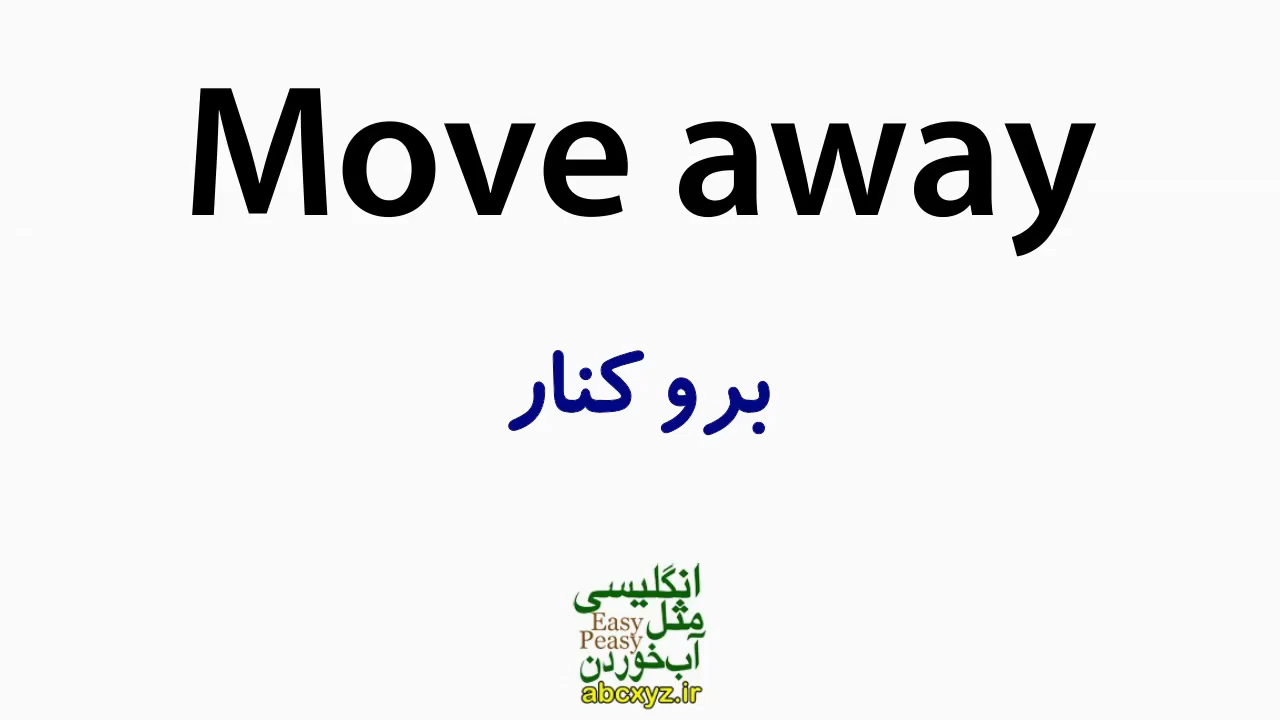 Move away
برو کنار
انگلیسی
مثل
Easy
Peasy
آب‌خوردن
abcxyz.ir